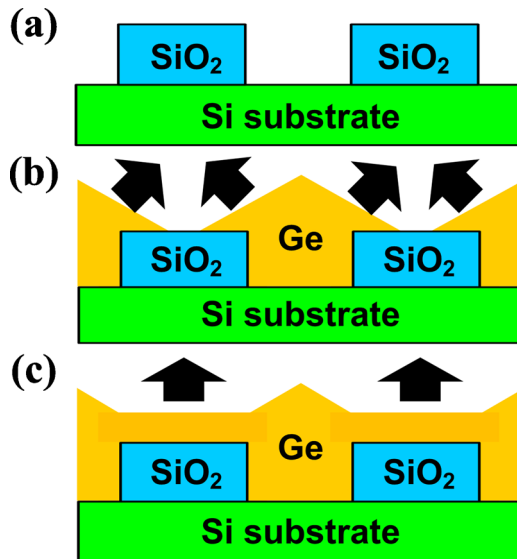 (a)
SiO₂ SiO₂
Si substrate
(b)
Ge
SiO₂ SiO₂
Si substrate
(c)
Ge
SiO₂ SiO₂
Si substrate